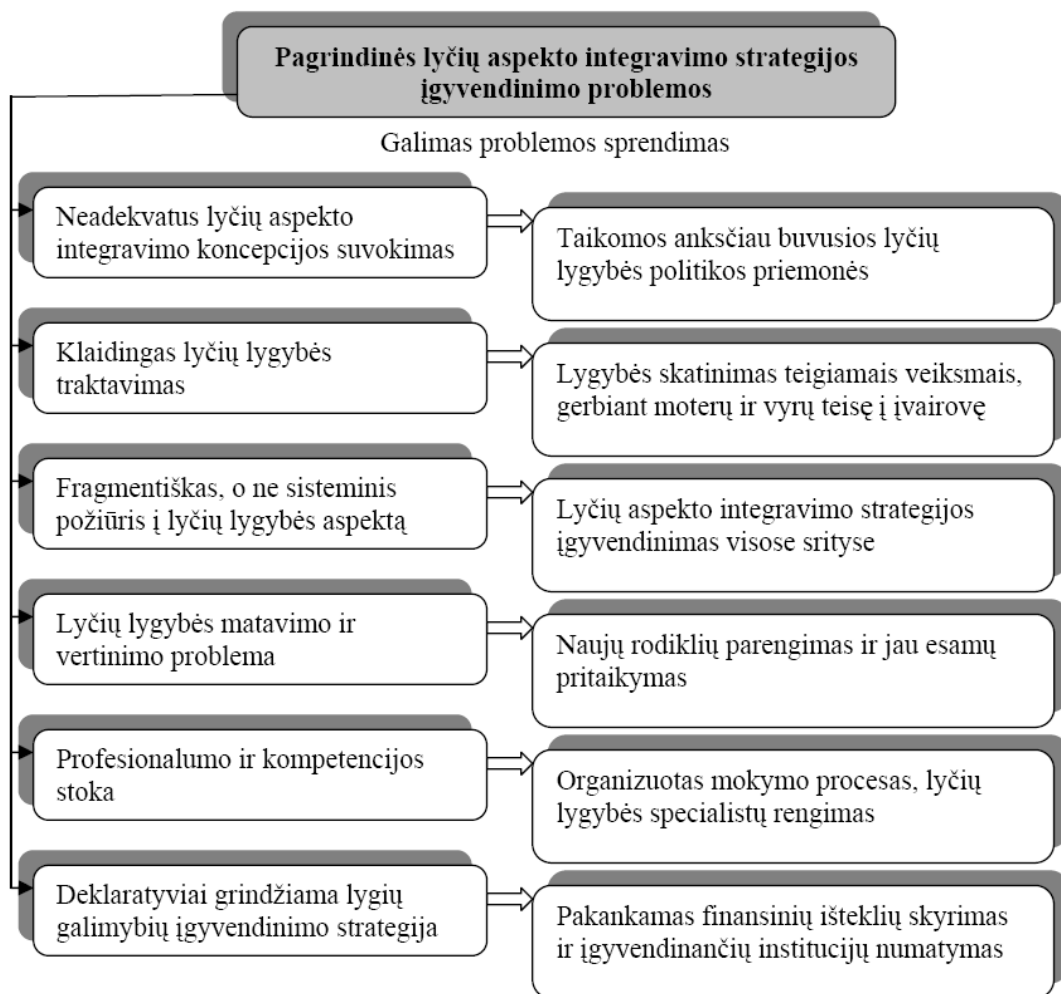 Pagrindinės lyčių aspekto integravimo strategijos
įgyvendinimo problemos
Galimas problemos sprendimas
Neadekvatus lyčių aspekto
integravimo koncepcijos suvokimas
Taikomos anksčiau buvusios lyčių
lygybės politikos priemonės
Klaidingas lyčių lygybės
traktavimas
Lygybės skatinimas teigiamais veiksmais,
gerbiant moterų ir vyrų teisę į įvairovę
Fragmentiškas, o ne sisteminis
požiūris į lyčių lygybės aspektą
Lyčių aspekto integravimo strategijos
įgyvendinimas visose srityse
Lyčių lygybės matavimo ir
vertinimo problema
Naujų rodiklių parengimas ir jau esamų
pritaikymas
Profesionalumo ir kompetencijos
stoka
Organizuotas mokymo procesas, lyčių
lygybės specialistų rengimas
Deklaratyviai grindžiama lygių
galimybių įgyvendinimo strategija
Pakankamas finansinių išteklių skyrimas
ir įgyvendinančių institucijų numatymas